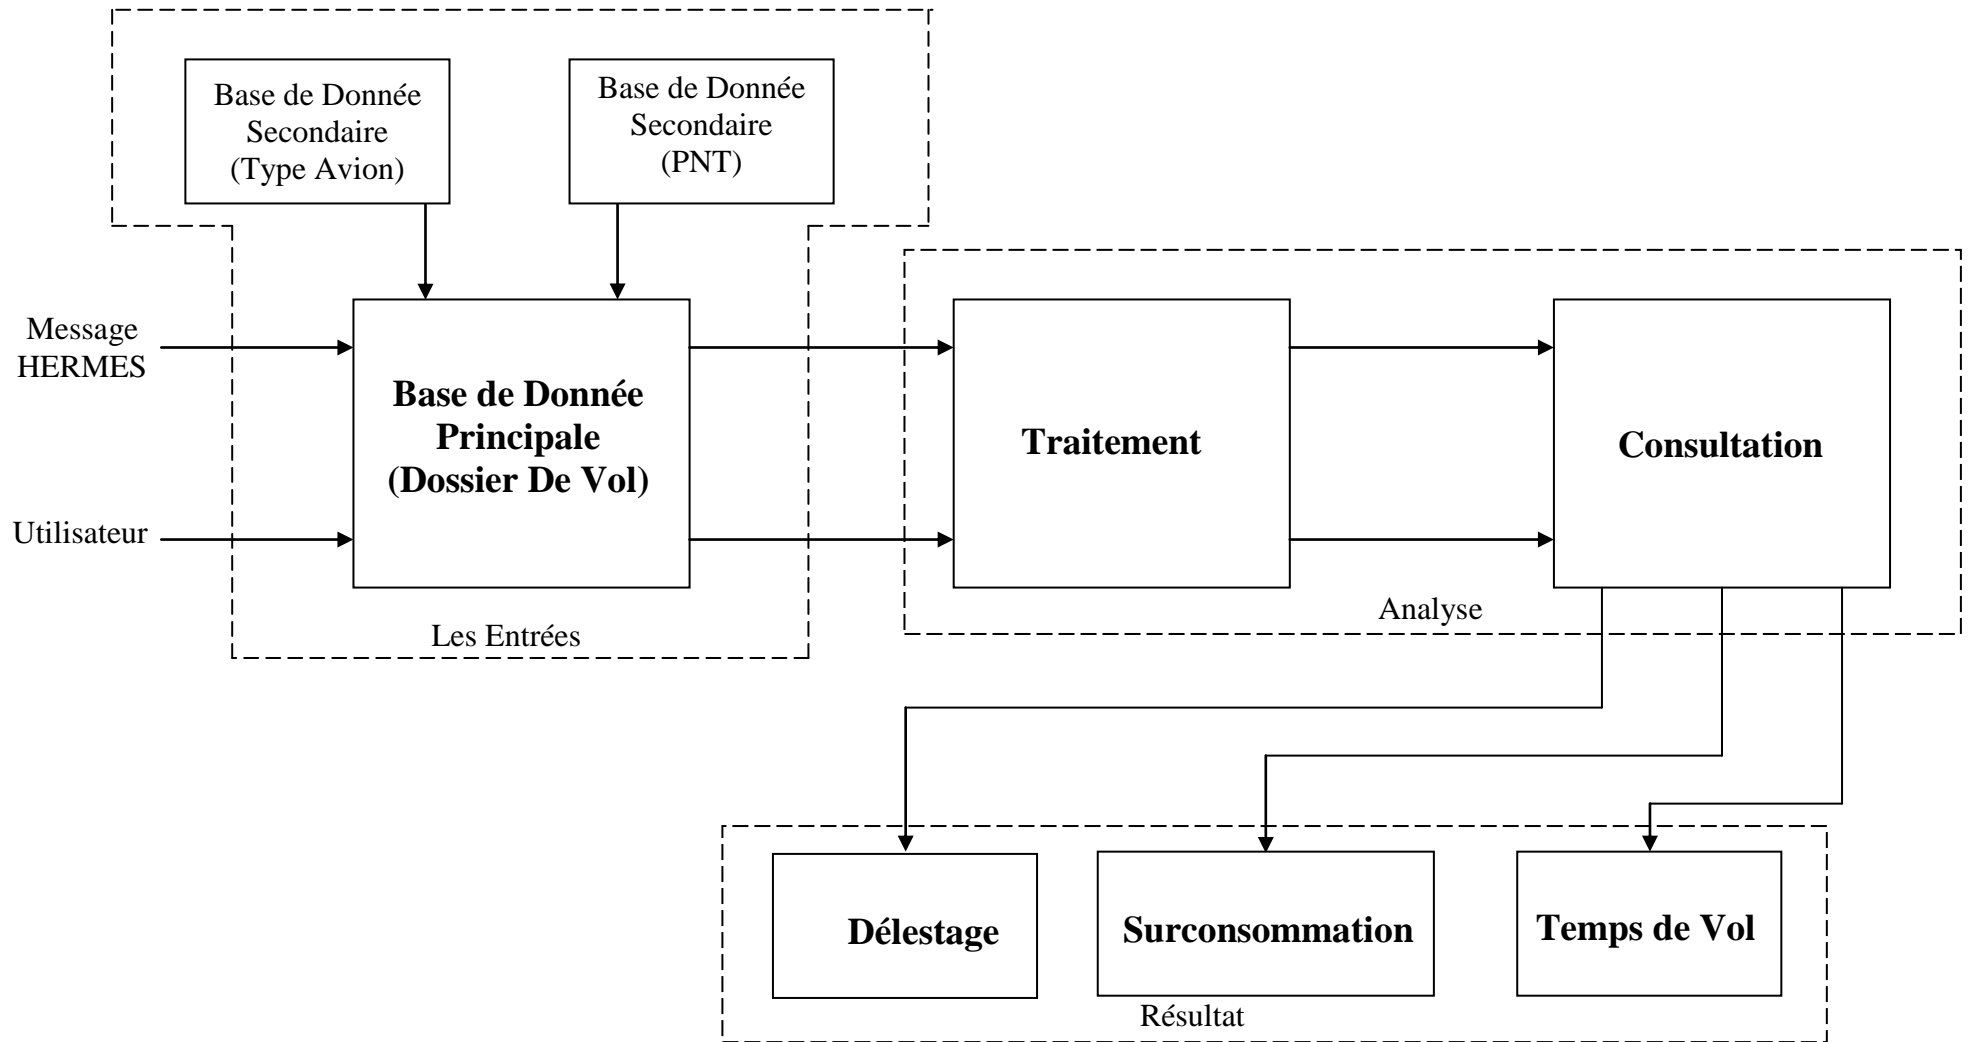 Base de Donnée
Secondaire
(Type Avion)
Base de Donnée
Secondaire
(PNT)
Message
HERMES
Utilisateur
Base de Donnée
Principale
(Dossier De Vol)
Les Entrées
Traitement
Consultation
Analyse
Délestage
Surconsommation
Temps de Vol
Résultat